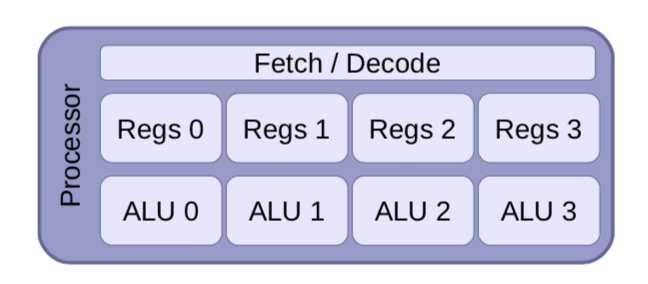 Processor
Fetch / Decode
Regs 0 Regs 1 Regs 2 Regs 3
ALU 0 ALU 1 ALU 2 ALU 3